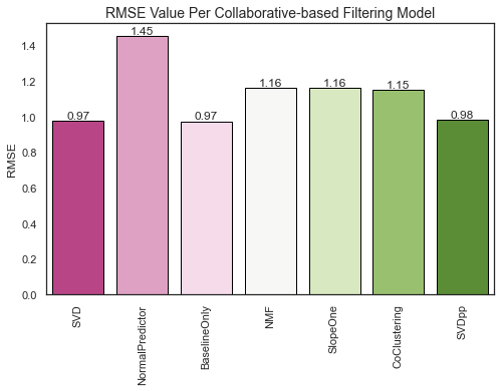 RMSE Value Per Collaborative-based Filtering Model
RMSE
1.4
1.2
1.0
0.8
0.6
0.4
0.2
0.0
0.97
1.45
0.97
1.16
1.16
1.15
0.98
SVD
NormalPredictor
BaselineOnly
NMF
SlopeOne
CoClustering
SVDpp